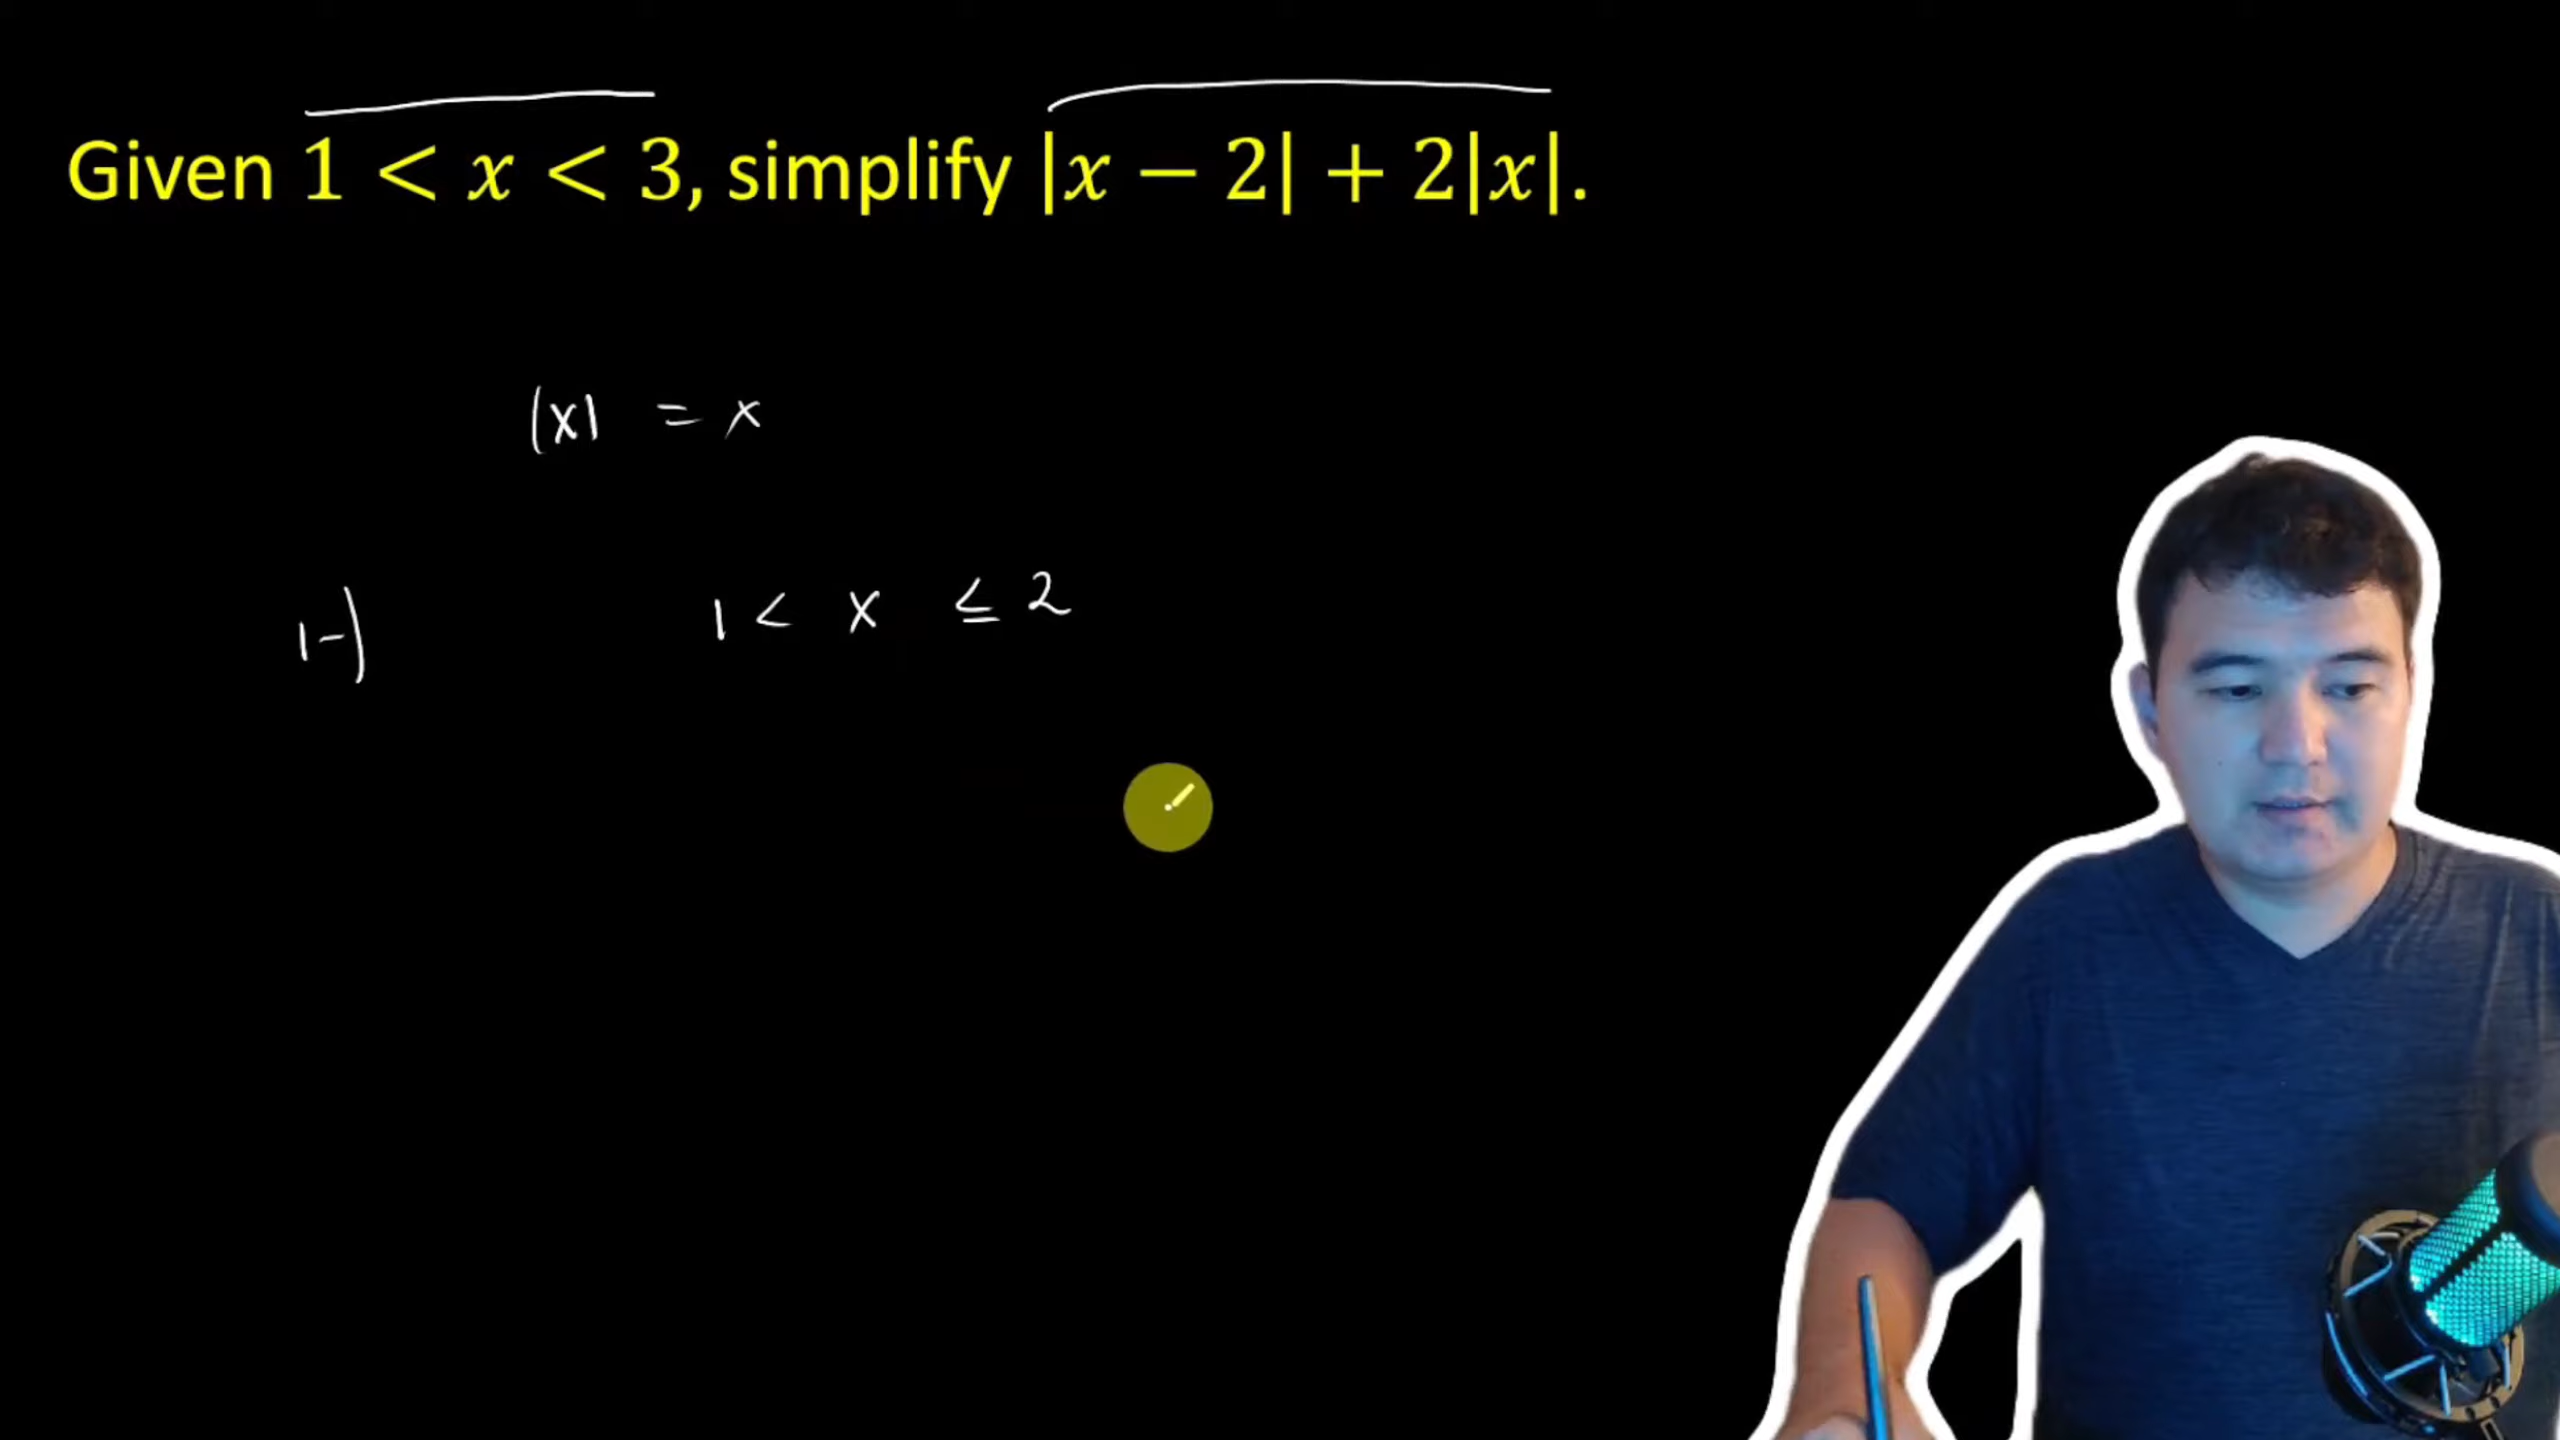 Given 1 < x < 3, simplify |x − 2| + 2|x|.
|x| = x
1-) 1 < x ≤ 2